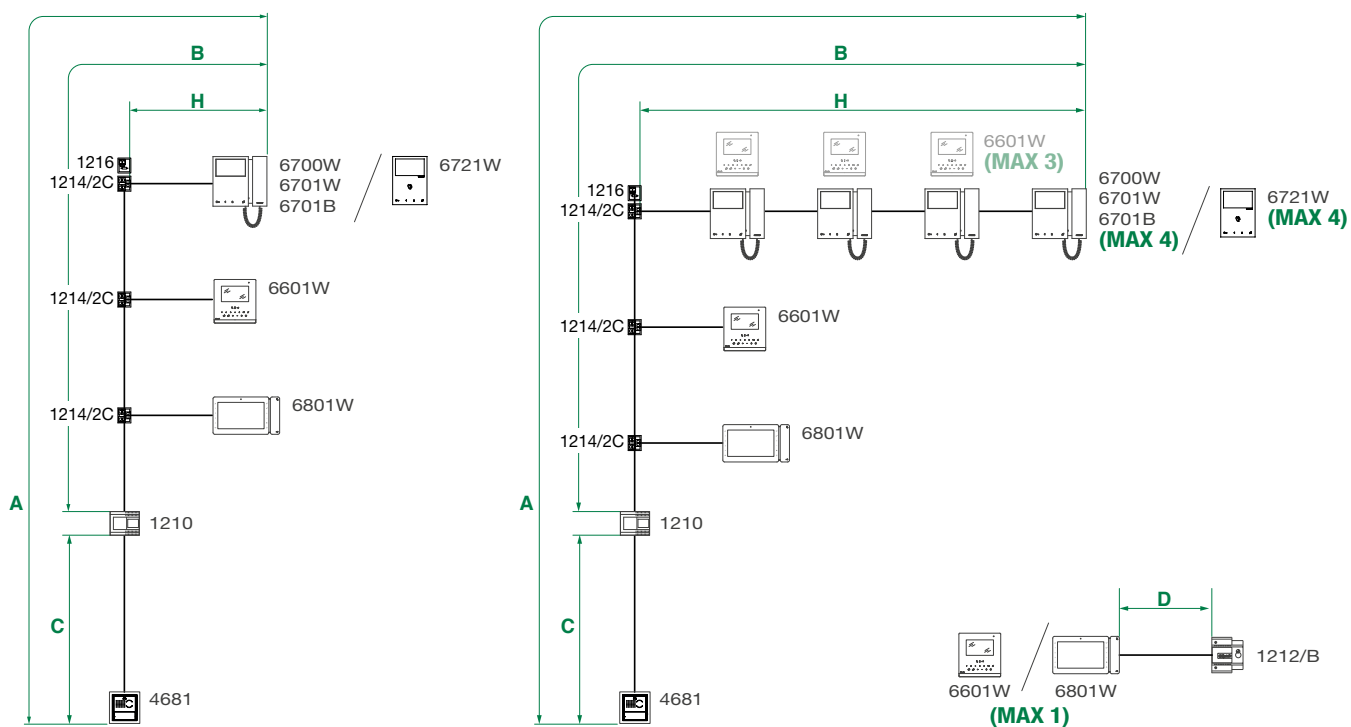 B
H
1216
1214/2C
6700W
6701W
6701B
6721W
1214/2C
6601W
1214/2C
6801W
A
1210
C
4681
B
H
6601W
(MAX 3)
1216
1214/2C
6700W
6701W
6701B
(MAX 4)
6721W
(MAX 4)
1214/2C
6601W
1214/2C
6801W
A
1210
C
4681
D
6601W
6801W
(MAX 1)
1212/B